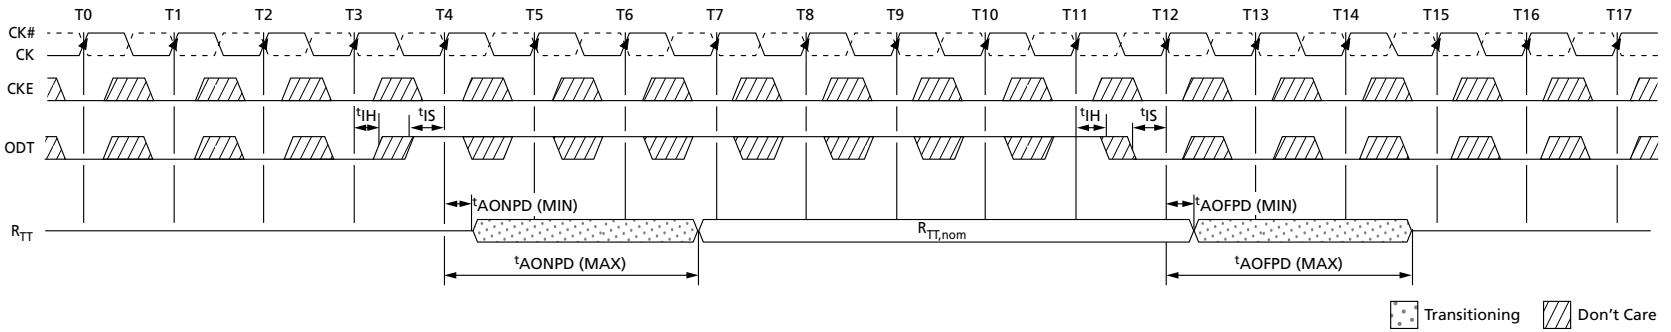 T0 T1 T2 T3 T4 T5 T6 T7 T8 T9 T10 T11 T12 T13 T14 T15 T16 T17
CK#
CK
CKE
tIH tIS tIH tIS
ODT
tAONPD (MIN) tAOFPD (MIN)
RTT RTT,nom
tAONPD (MAX) tAOFPD (MAX)
Transitioning Don't Care